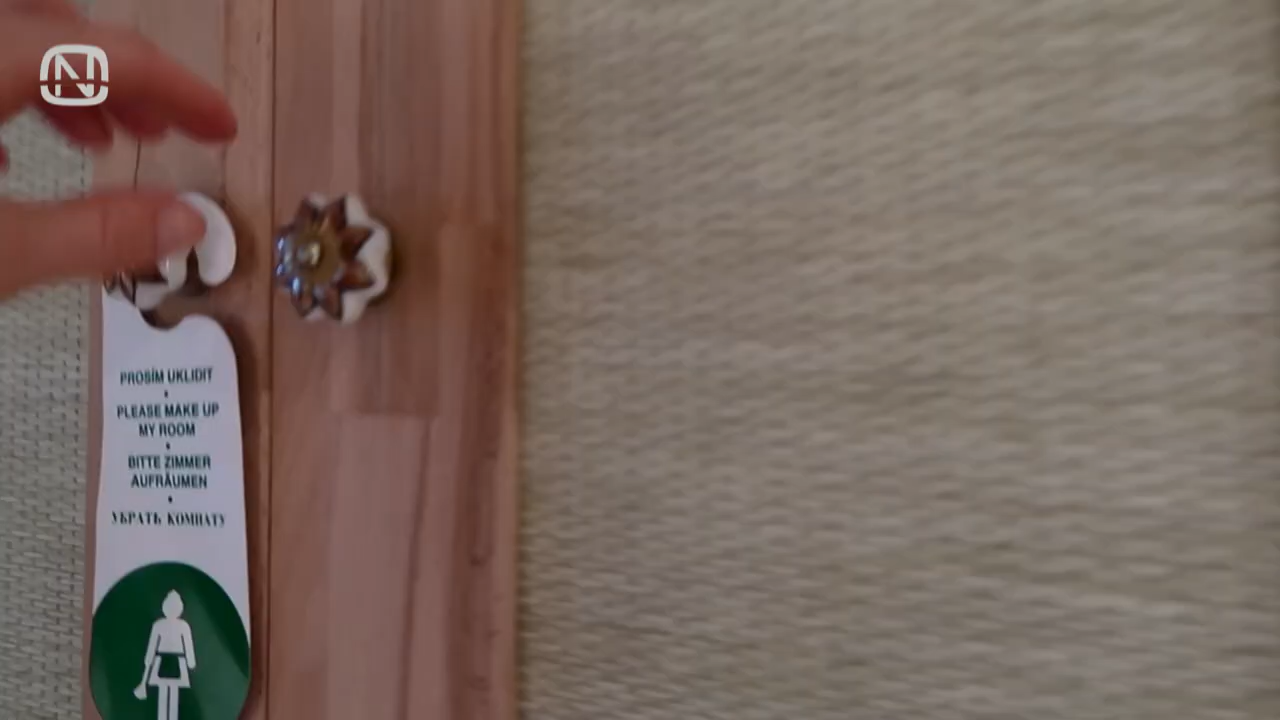 N
PROSÍM UKLIDIT
PLEASE MAKE UP
MY ROOM
BITTE ZIMMER
AUFRÄUMEN
УБРАТЬ КОМНАТУ